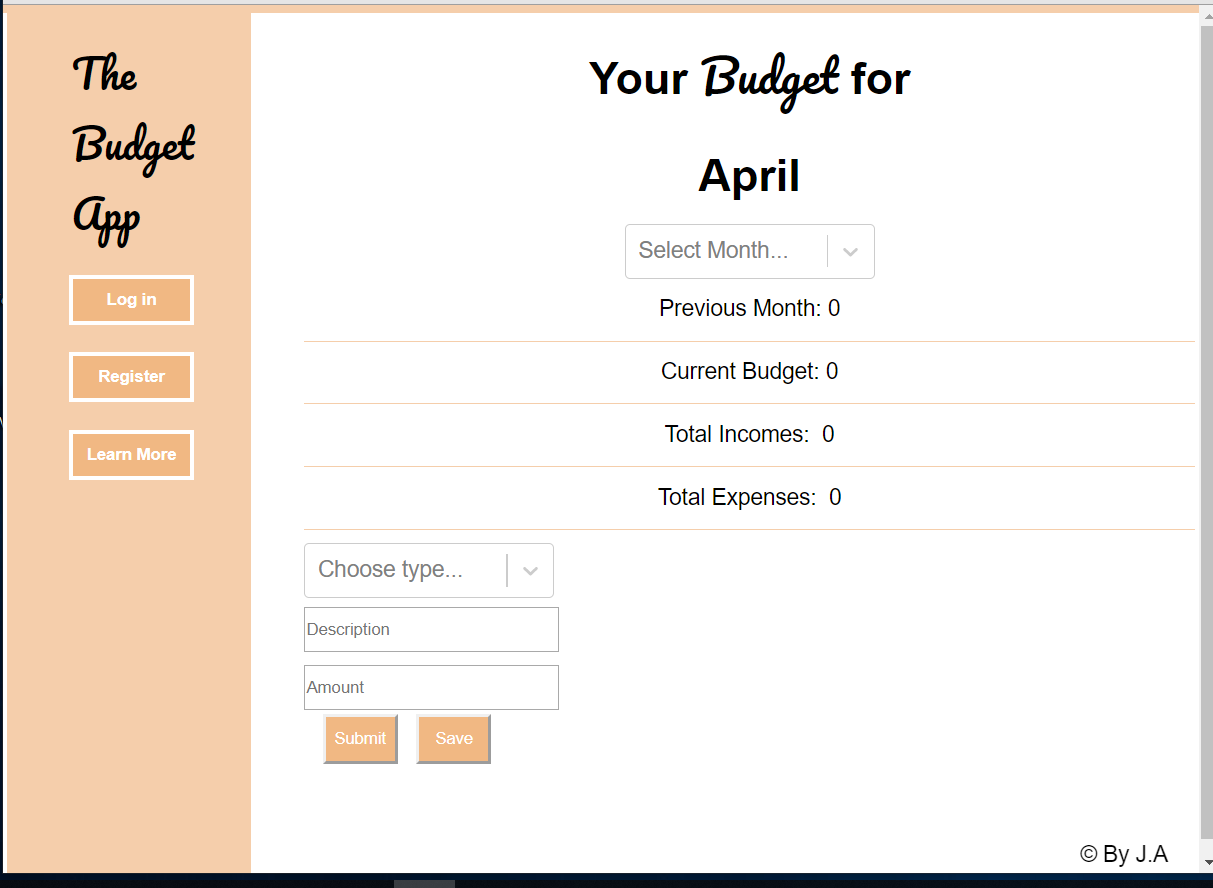 The
Budget
App
Log in
Register
Learn More
Your Budget for
April
Select Month...
Previous Month: 0
Current Budget: 0
Total Incomes:  0
Total Expenses:  0
Choose type...
Description
Amount
Submit Save
© By J.A